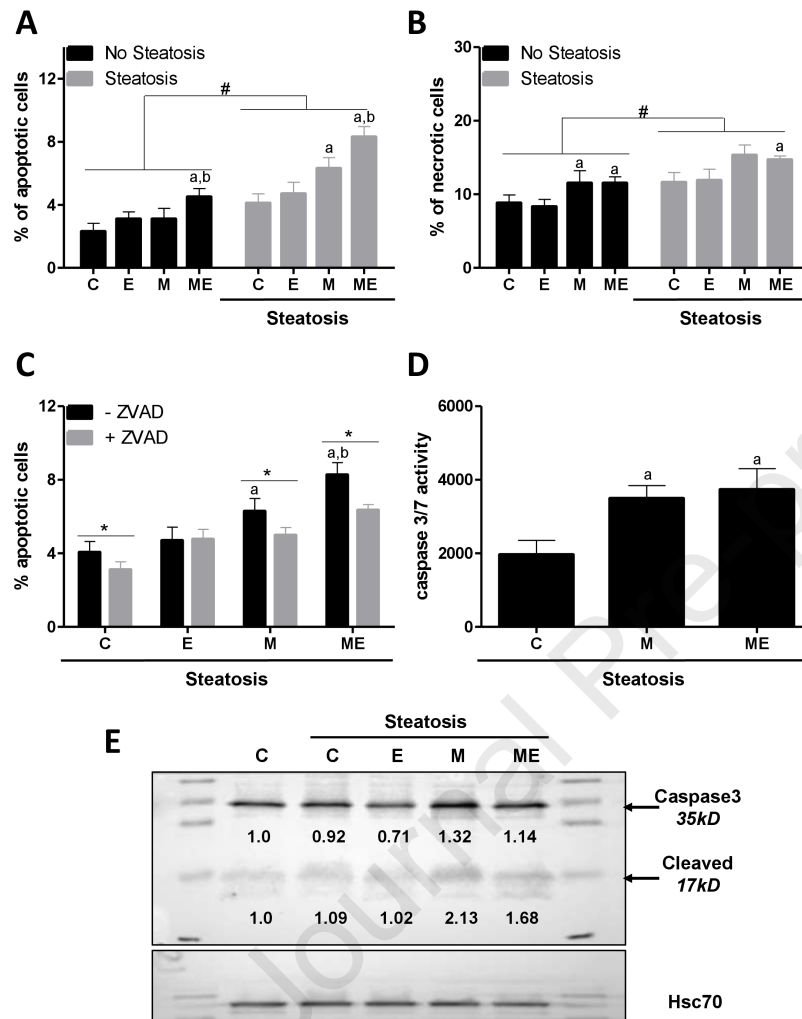 A
No Steatosis
Steatosis
% of apoptotic cells
12
8
4
0
#
a,b
a
a,b
C E M ME C E M ME
Steatosis
B
No Steatosis
Steatosis
% of necrotic cells
30
20
10
0
#
a a a
C E M ME C E M ME
Steatosis
C
- ZVAD
+ ZVAD
% apoptotic cells
12
8
4
0
*
*
a
*
a,b
C E M ME
Steatosis
D
caspase 3/7 activity
6000
4000
2000
0
a a
C M ME
Steatosis
E
Steatosis
C C E M ME
Caspase3
35kD
1.0 0.92 0.71 1.32 1.14
Cleaved
17kD
1.0 1.09 1.02 2.13 1.68
Hsc70
Journal Pre-p